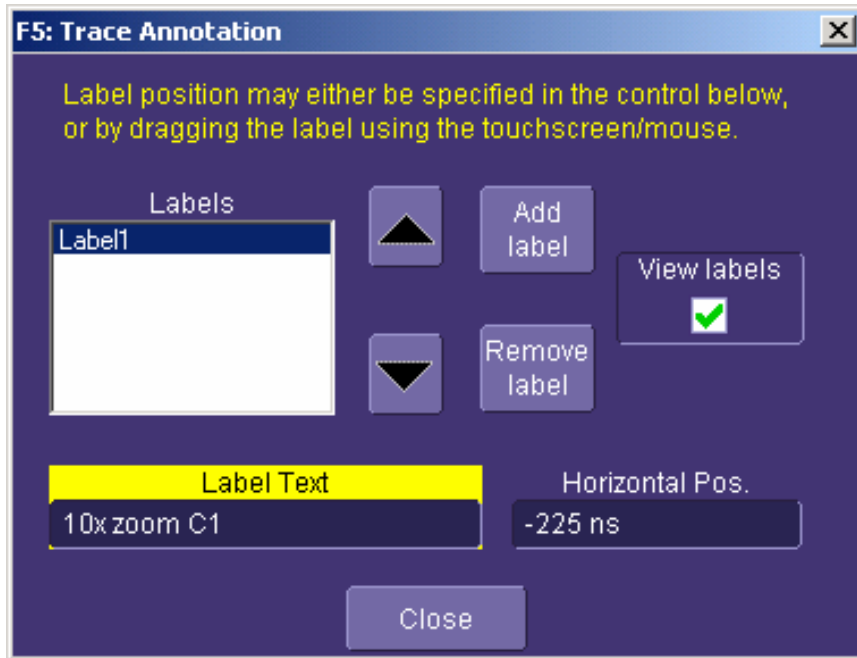 F5: Trace Annotation
Label position may either be specified in the control below,
or by dragging the label using the touchscreen/mouse.
Labels
Label1
Add
label
View labels
Remove
label
Label Text
10x zoom C1
Horizontal Pos.
-225 ns
Close